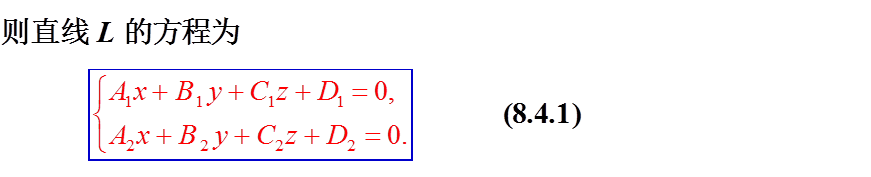 则直线 L 的方程为
{ A₁x + B₁y + C₁z + D₁ = 0,
A₂x + B₂y + C₂z + D₂ = 0. (8.4.1)